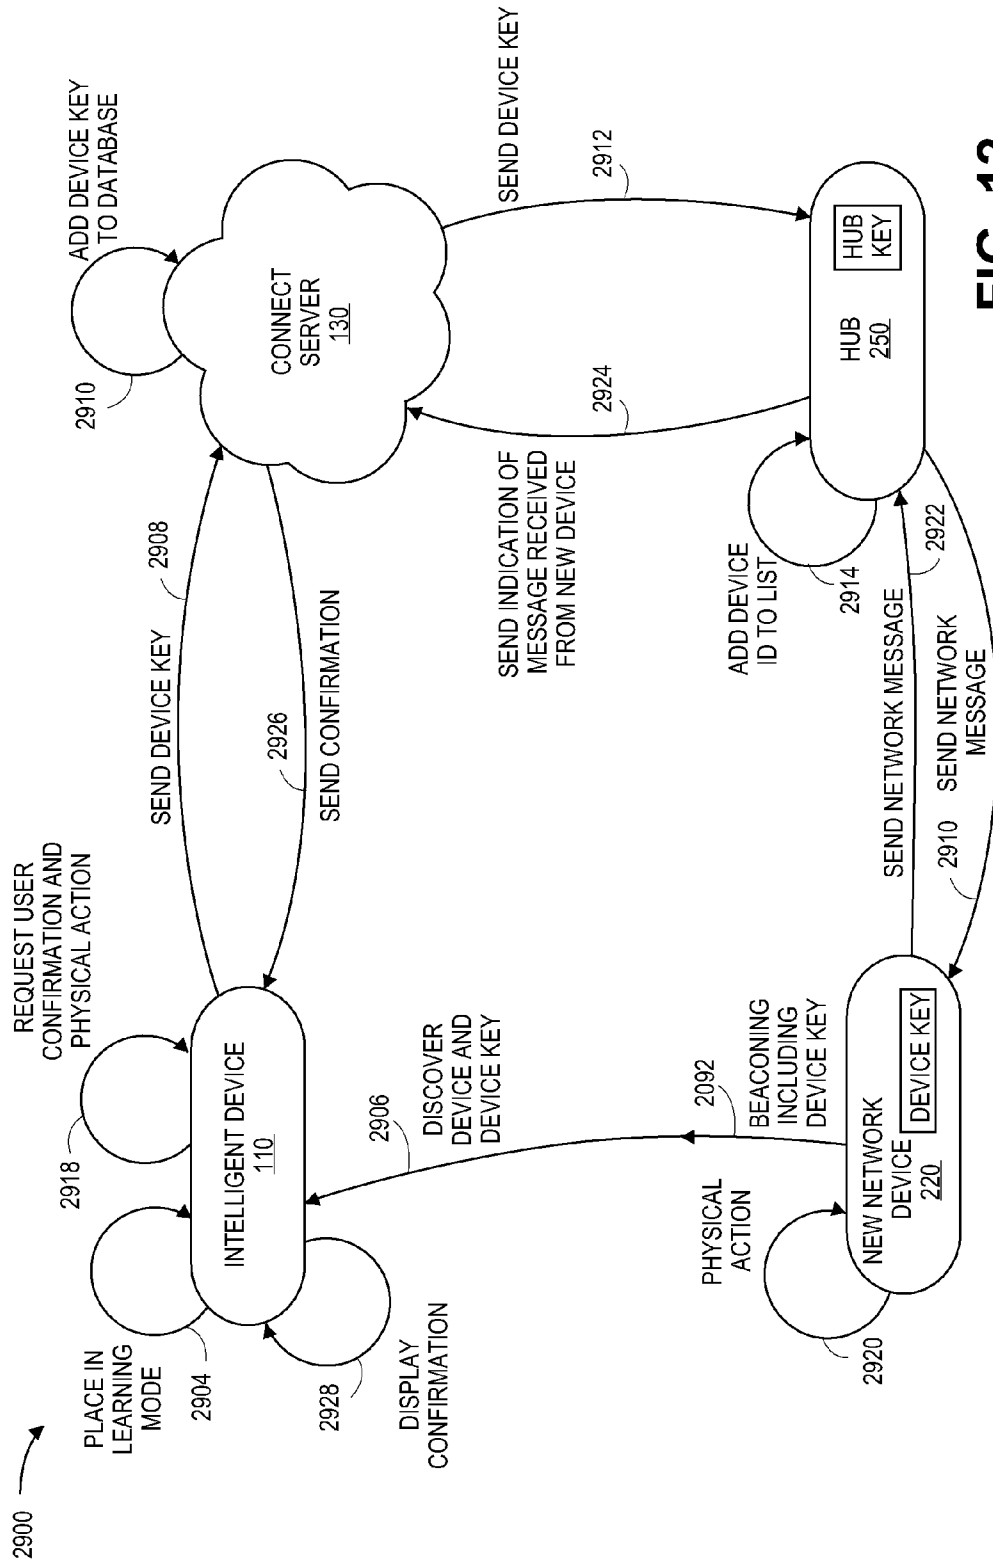 2900
PLACE IN
LEARNING
MODE
2904
2918
REQUEST USER
CONFIRMATION AND
PHYSICAL ACTION
2910
ADD DEVICE KEY
TO DATABASE
SEND DEVICE KEY
2908
INTELLIGENT DEVICE
110
CONNECT
SERVER
130
2926
SEND CONFIRMATION
2928
DISPLAY
CONFIRMATION
2906
DISCOVER
DEVICE AND
DEVICE KEY
SEND INDICATION OF
MESSAGE RECEIVED
FROM NEW DEVICE
2924
SEND DEVICE KEY
2912
PHYSICAL
ACTION
2920
2092
BEACONING
INCLUDING
DEVICE KEY
ADD DEVICE
ID TO LIST
2914
NEW NETWORK
DEVICE
220
DEVICE KEY
HUB
250
HUB
KEY
SEND NETWORK MESSAGE
2922
2910
SEND NETWORK
MESSAGE
FIG.